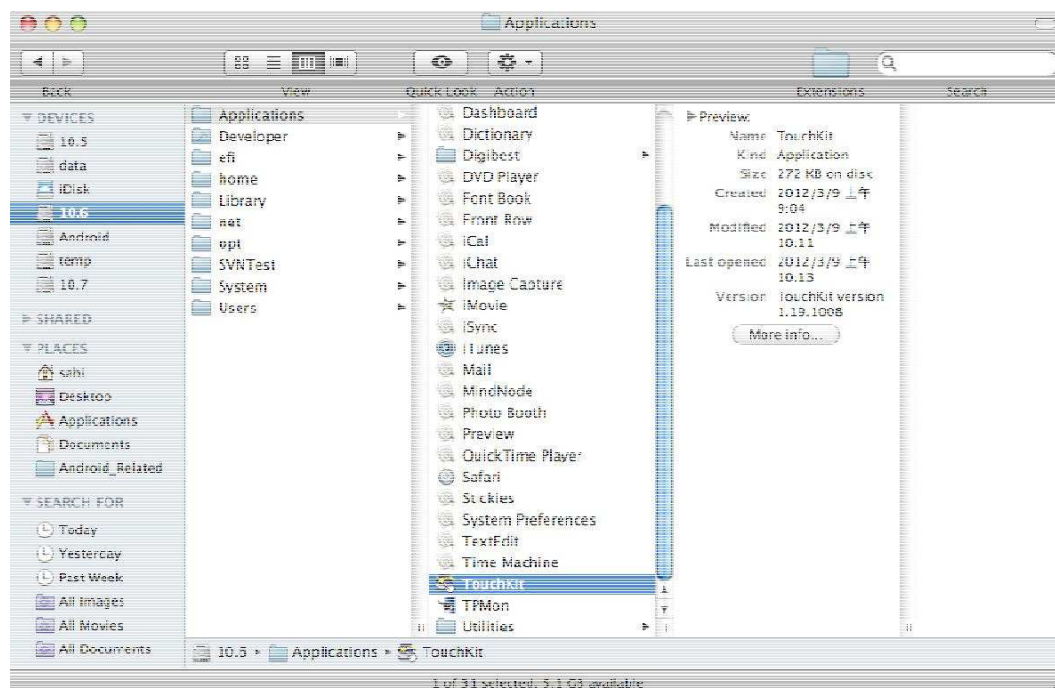 Applications
Back
View
Quick Look
Action
Extensions
Search
DEVICES
10.5
data
iDisk
10.6
Android
temp
10.7
SHARED
PLACES
sabi
Desktop
Applications
Documents
Android_Related
SEARCH FOR
Today
Yesterday
Past Week
All Images
All Movies
All Documents
Applications
Developer
efi
home
Library
net
opt
SVNTest
System
Users
Dashboard
Dictionary
Digibest
DVD Player
Font Book
Front Row
iCal
iChat
Image Capture
iMovie
iSync
iTunes
Mail
MindNode
Photo Booth
Preview
QuickTime Player
Safari
Stickies
System Preferences
TextEdit
Time Machine
TouchKit
TPMon
Utilities
Preview:
Name TouchKit
Kind Application
Size 272 KB on disk
Created 2012/3/9 上午
9:04
Modified 2012/3/9 上午
10:11
Last opened 2012/3/9 上午
10:13
Version TouchKit version
1.19.1008
More info...
10.5 Applications TouchKit
1 of 31 selected, 5.1 GB available